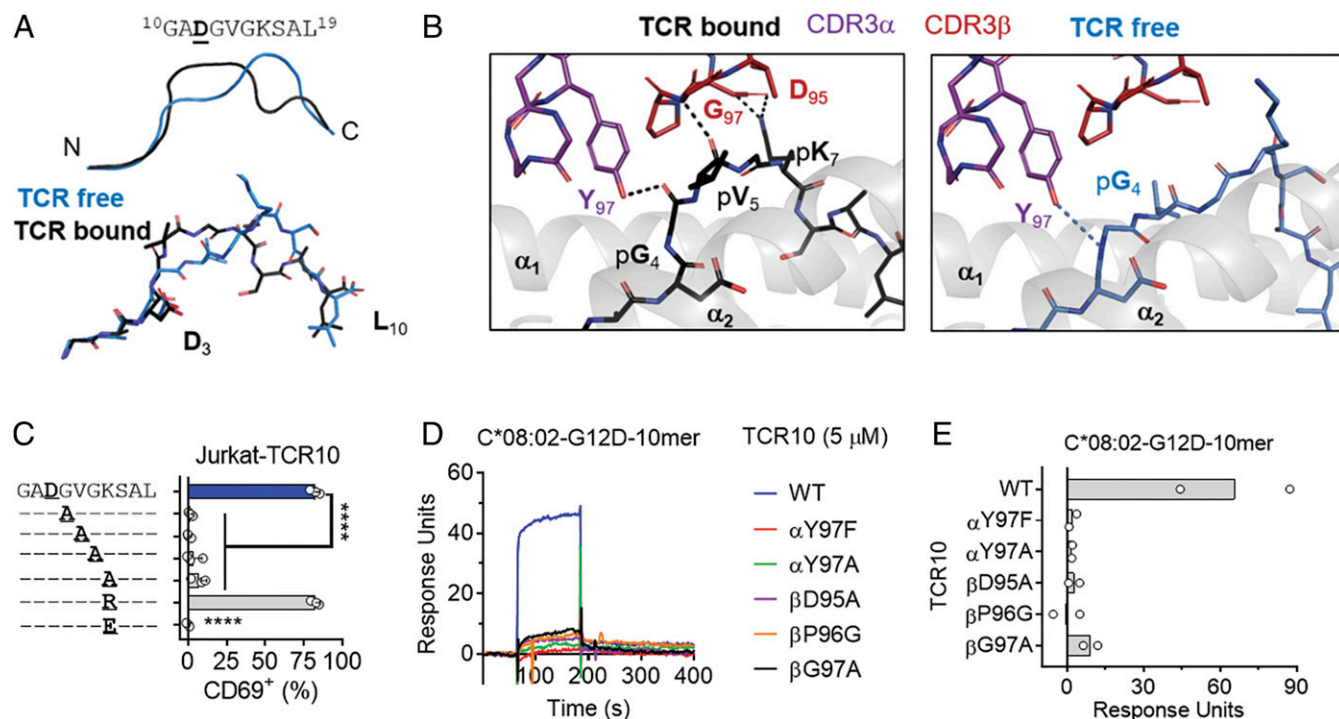 A
¹⁰GADGVGKSAL¹⁹
N
C
TCR free
TCR bound
D₃
L₁₀
B
TCR bound CDR3α CDR3β TCR free
D₉₅
G₉₇
pK₇
Y₉₇
pV₅
pG₄
α₁
α₂
pG₄
Y₉₇
α₁
α₂
C
Jurkat-TCR10
GADGVGKSAL
---A------
----A-----
-----A----
------A---
------R---
------E---
****
****
0 25 50 75 100
CD69⁺ (%)
D
C*08:02-G12D-10mer
TCR10 (5 μM)
Response Units
60
40
20
0
100 200 300 400
Time (s)
WT
αY97F
αY97A
βD95A
βP96G
βG97A
E
C*08:02-G12D-10mer
TCR10
WT
αY97F
αY97A
βD95A
βP96G
βG97A
0 30 60 90
Response Units